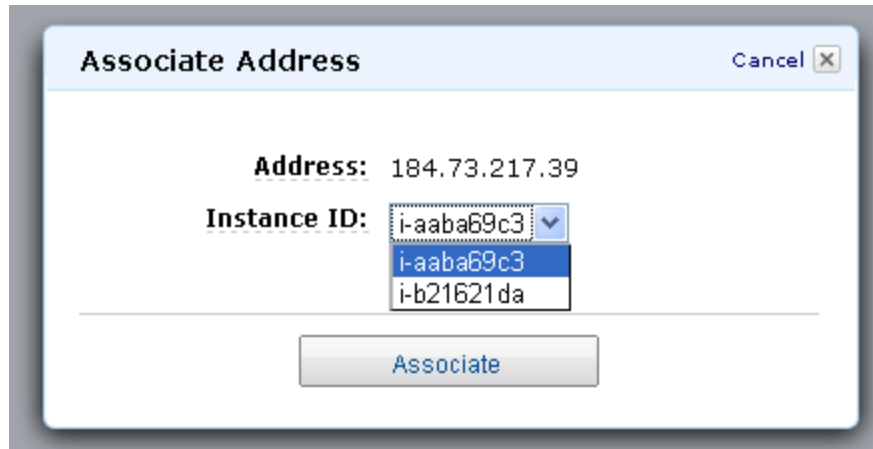 Associate Address Cancel
Address: 184.73.217.39
Instance ID: i-aaba69c3
i-aaba69c3
i-b21621da
Associate